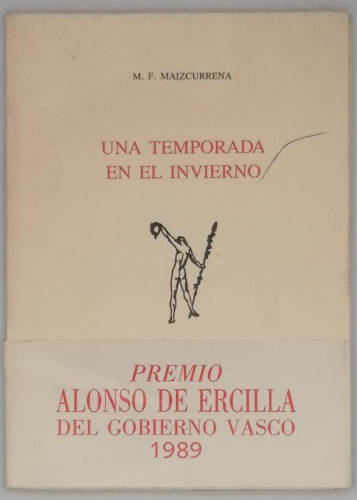 M. F. MAIZCURRENA
UNA TEMPORADA
EN EL INVIERNO
PREMIO
ALONSO DE ERCILLA
DEL GOBIERNO VASCO
1989